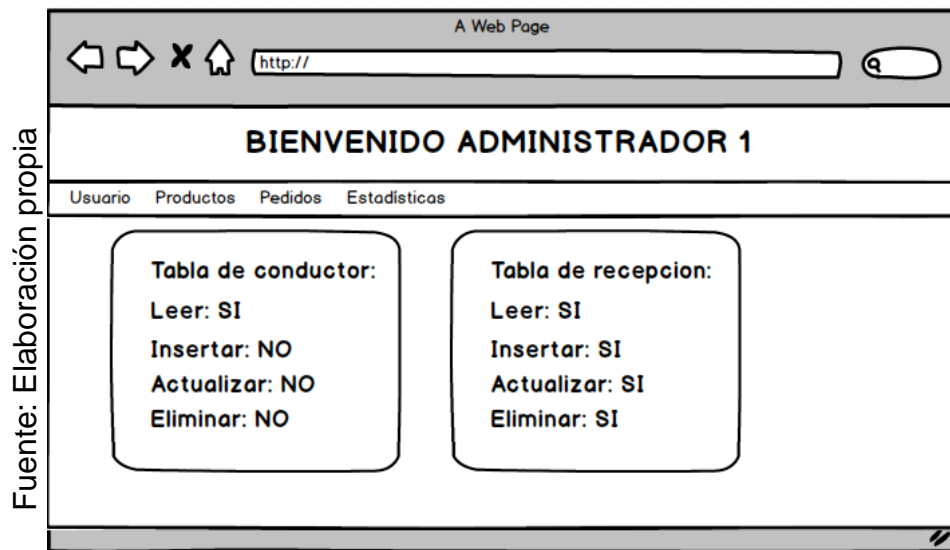 A Web Page
http://
BIENVENIDO ADMINISTRADOR 1
Usuario Productos Pedidos Estadísticas
Tabla de conductor:
Leer: SI
Insertar: NO
Actualizar: NO
Eliminar: NO
Tabla de recepcion:
Leer: SI
Insertar: SI
Actualizar: SI
Eliminar: SI
Fuente: Elaboración propia